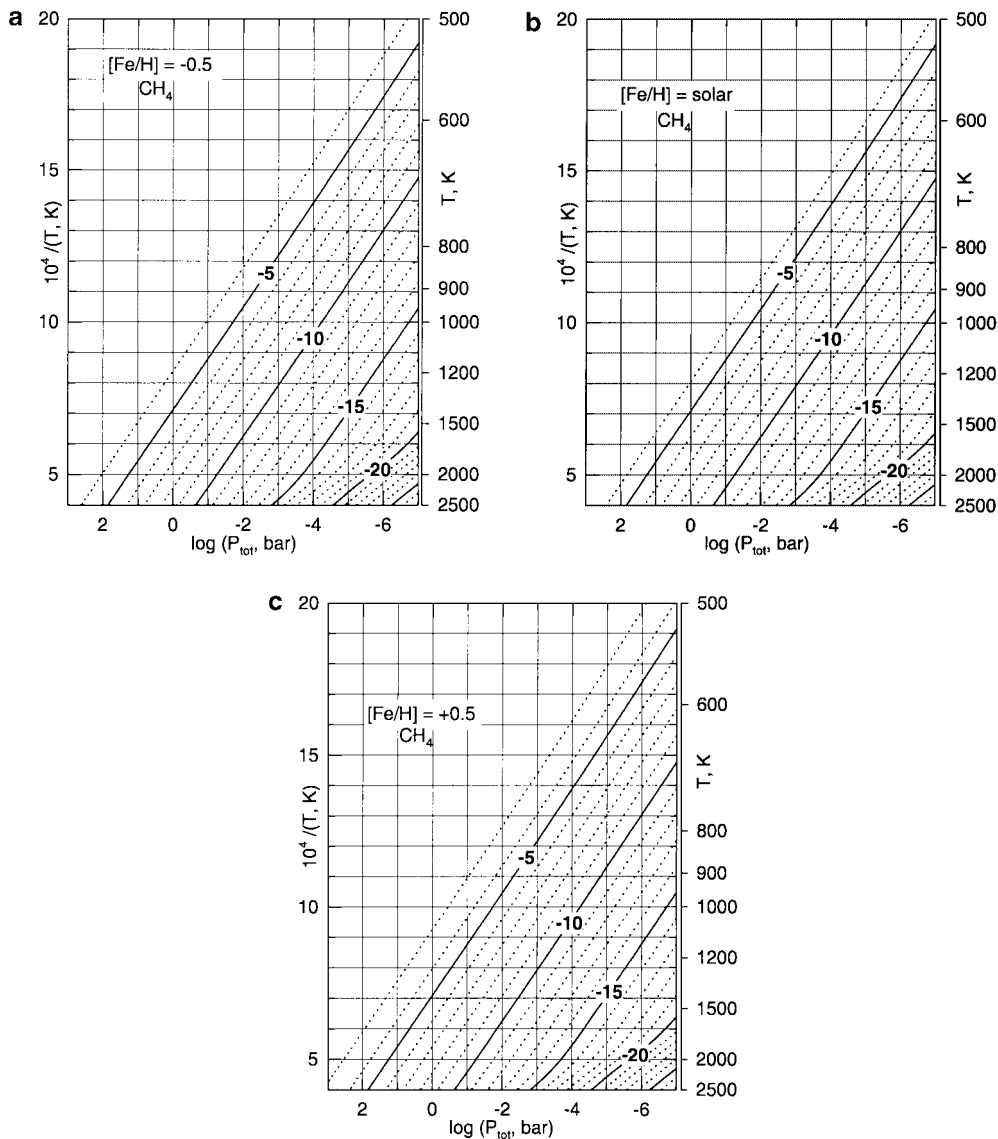 a
20
15
10
5
10⁴/(T, K)
[Fe/H] = -0.5
CH₄
-5
-10
-15
-20
500
600
800
900
1000
1200
1500
2000
2500
T, K
2 0 -2 -4 -6
log (Pₜₒₜ, bar)
b
20
15
10
5
10⁴/(T, K)
[Fe/H] = solar
CH₄
-5
-10
-15
-20
500
600
800
900
1000
1200
1500
2000
2500
T, K
2 0 -2 -4 -6
log (Pₜₒₜ, bar)
c
20
15
10
5
10⁴/(T, K)
[Fe/H] = +0.5
CH₄
-5
-10
-15
-20
500
600
800
900
1000
1200
1500
2000
2500
T, K
2 0 -2 -4 -6
log (Pₜₒₜ, bar)